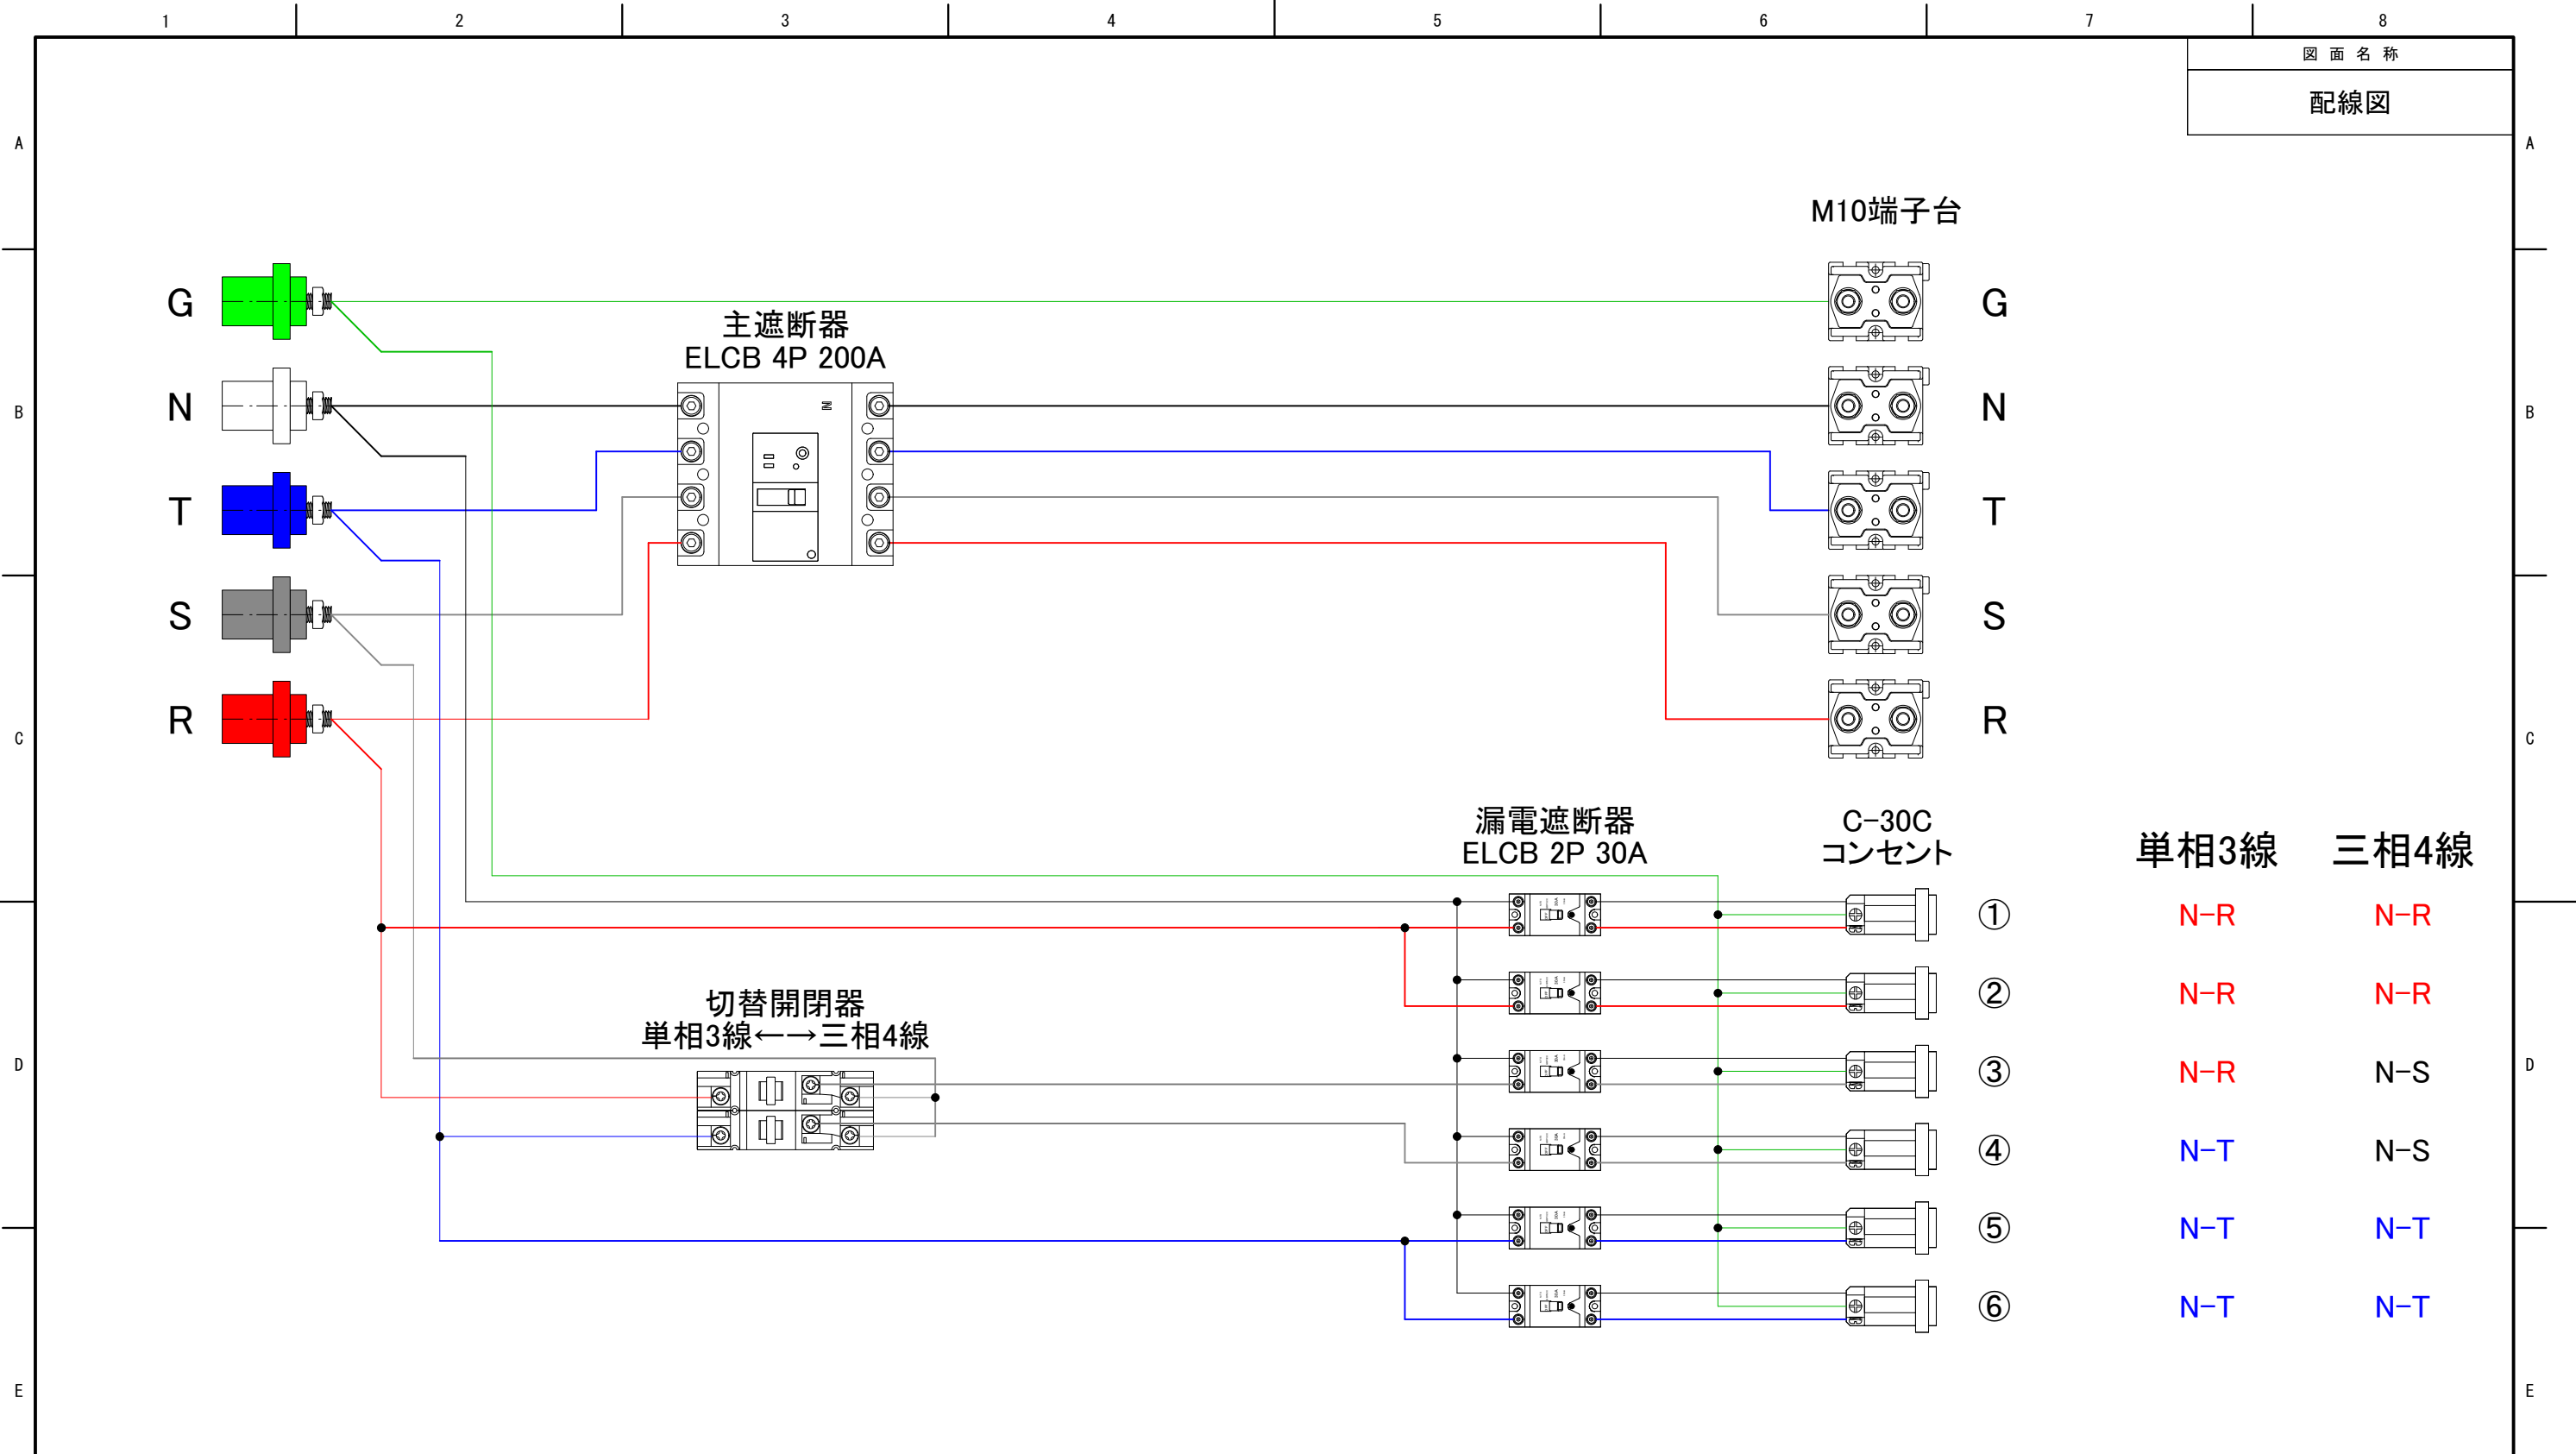 1 2 3 4 5 6 7 8
図面名称
配線図
A A
M10端子台
G G
主遮断器
ELCB 4P 200A
B N N N B
T T
S S
R R
C C
漏電遮断器
ELCB 2P 30A
C-30C
コンセント
単相3線 三相4線
① N-R N-R
② N-R N-R
切替開閉器
単相3線←→三相4線
③ N-R N-S
D D
④ N-T N-S
⑤ N-T N-T
⑥ N-T N-T
E E